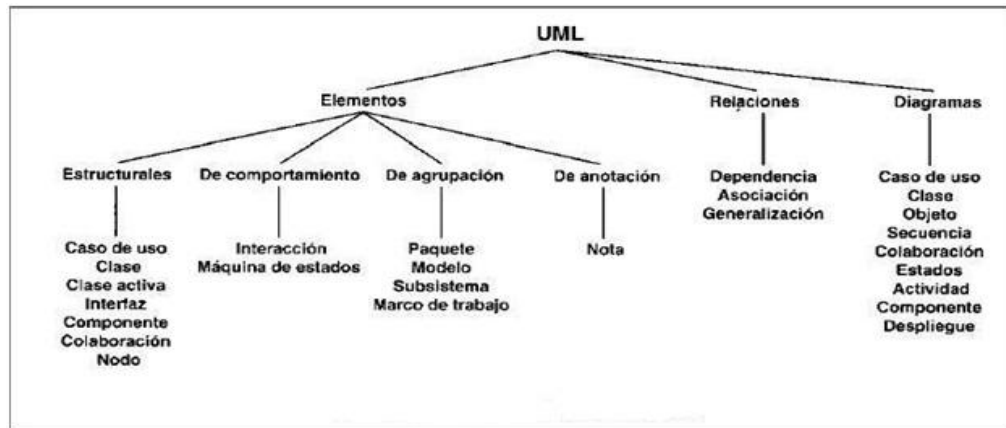 UML
Elementos
Relaciones
Diagramas
Estructurales
De comportamiento
De agrupación
De anotación
Dependencia
Asociación
Generalización
Caso de uso
Clase
Objeto
Secuencia
Colaboración
Estados
Actividad
Componente
Despliegue
Caso de uso
Clase
Clase activa
Interfaz
Componente
Colaboración
Nodo
Interacción
Máquina de estados
Paquete
Modelo
Subsistema
Marco de trabajo
Nota